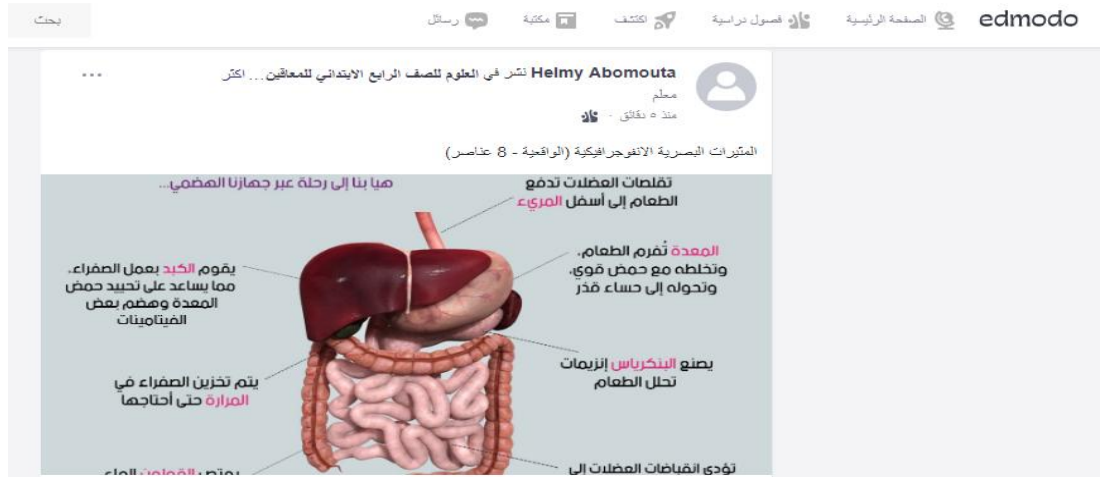 edmodo الصفحة الرئيسية فصول دراسية اكتشف مكتبة رسائل بحث
Helmy Abomouta نشر في العلوم للصف الرابع الابتدائي للمعاقين... اكثر
معلم
منذ ٥ دقائق
المثيرات البصرية الانفوجرافيكية (الواقعية - 8 عناصر)
هيا بنا إلى رحلة عبر جهازنا الهضمي...
تقلصات العضلات تدفع
الطعام إلى أسفل المريء
المعدة تُفرم الطعام،
وتخلطه مع حمض قوي،
وتحوله إلى حساء قذر
يقوم الكبد بعمل الصفراء،
مما يساعد على تحييد حمض
المعدة وهضم بعض
الفيتامينات
يصنع البنكرياس إنزيمات
تحلل الطعام
يتم تخزين الصفراء في
المرارة حتى أحتاجها
تؤدي انقباضات العضلات إلى
يمتص القولون الماء